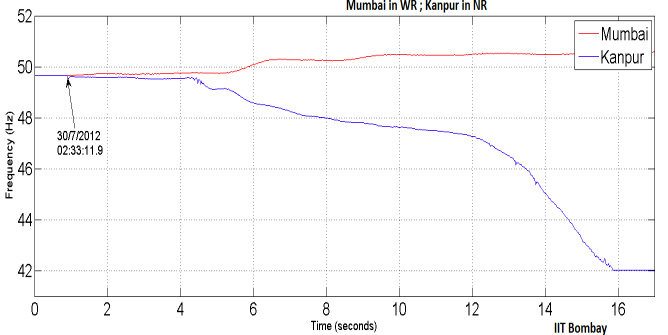 Mumbai in WR ; Kanpur in NR
52
50
48
46
44
42
Frequency (Hz)
Mumbai
Kanpur
30/7/2012
02:33:11.9
0 2 4 6 8 10 12 14 16
Time (seconds)
IIT Bombay